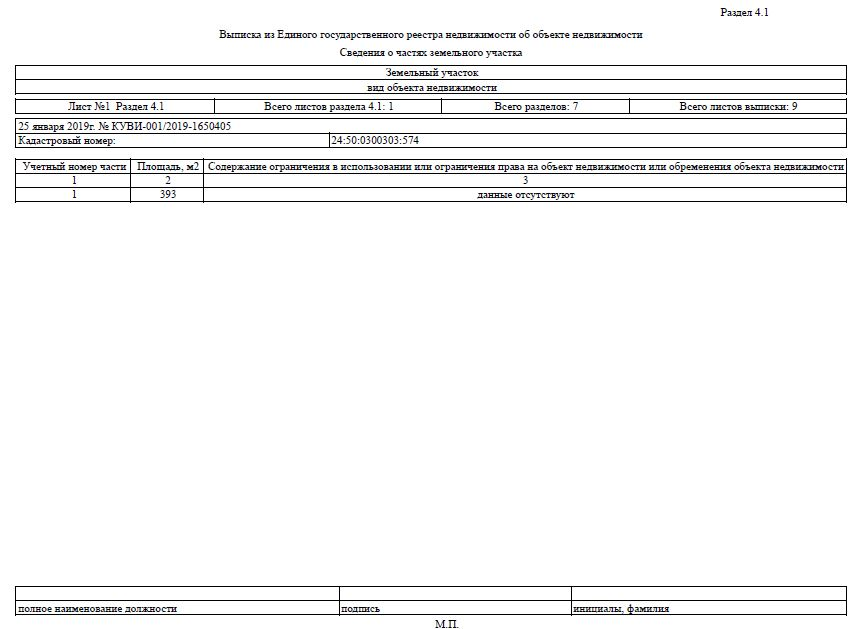 Раздел 4.1
Выписка из Единого государственного реестра недвижимости об объекте недвижимости
Сведения о частях земельного участка
Земельный участок
вид объекта недвижимости
Лист №1 Раздел 4.1 Всего листов раздела 4.1: 1 Всего разделов: 7 Всего листов выписки: 9
25 января 2019г. № КУВИ-001/2019-1650405
Кадастровый номер: 24:50:0300303:574
Учетный номер части Площадь, м2 Содержание ограничения в использовании или ограничения права на объект недвижимости или обременения объекта недвижимости
1 2 3
1 393 данные отсутствуют
полное наименование должности подпись инициалы, фамилия
М.П.